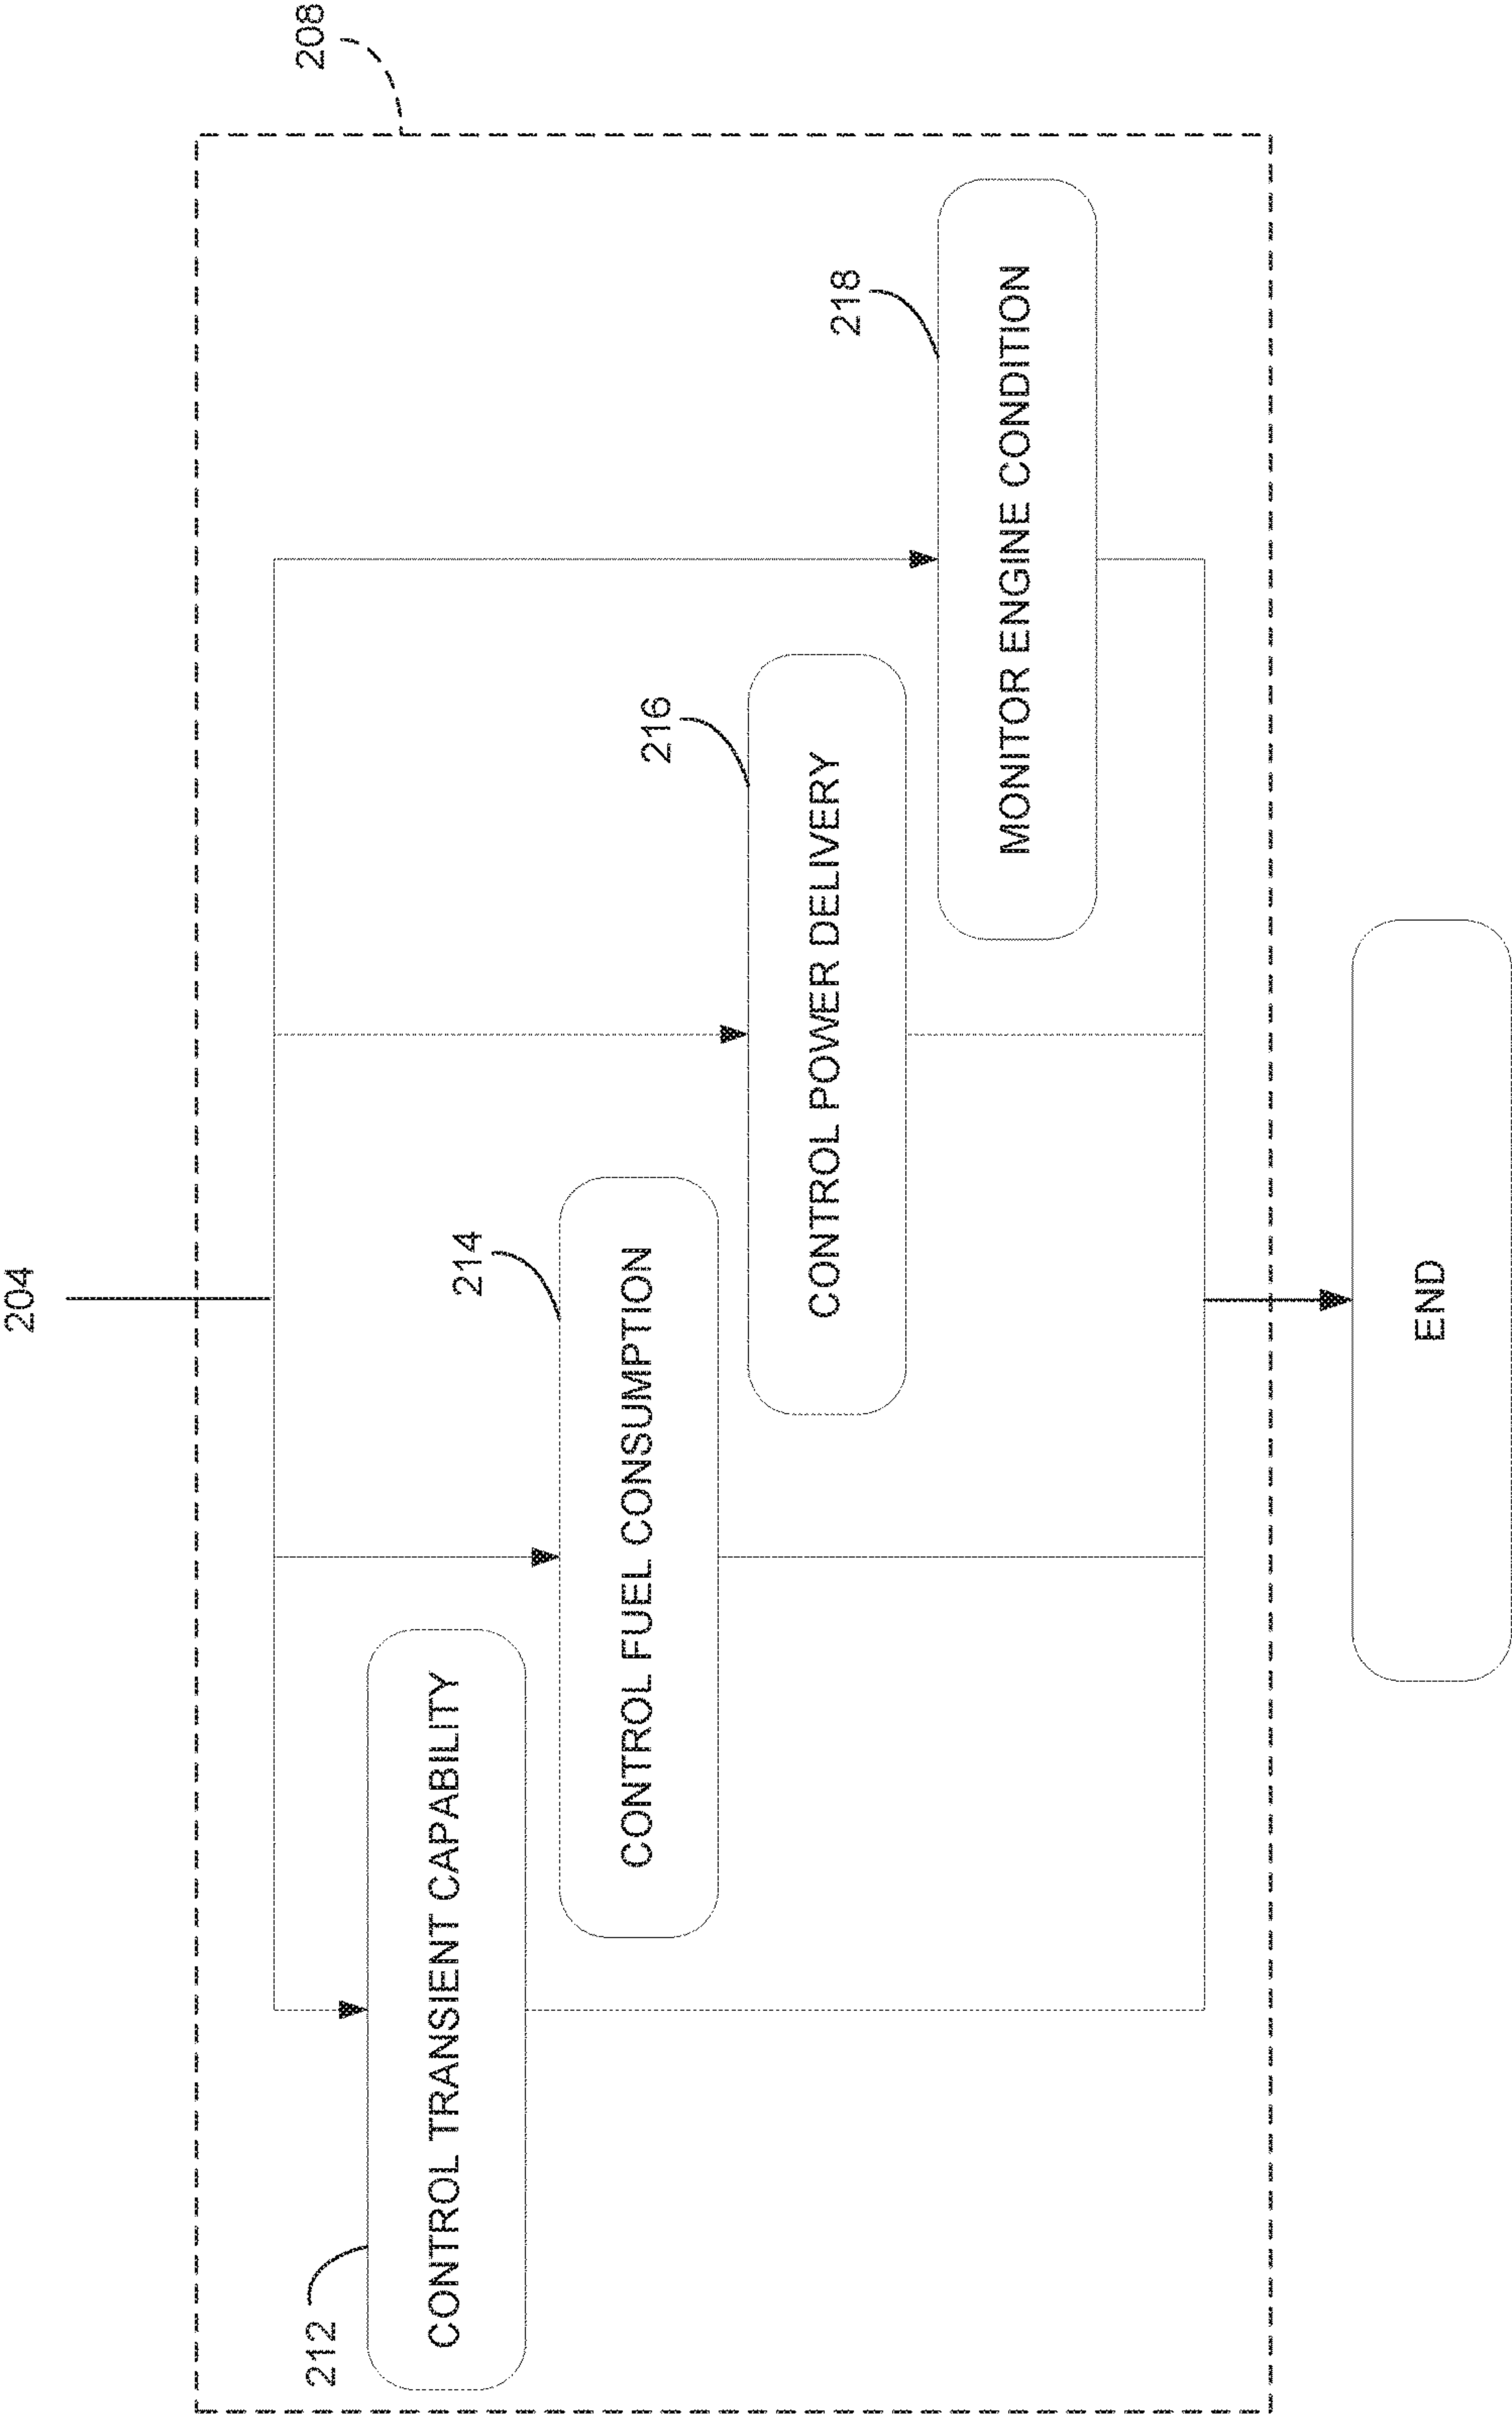 204
208
212
CONTROL TRANSIENT CAPABILITY
214
CONTROL FUEL CONSUMPTION
216
CONTROL POWER DELIVERY
218
MONITOR ENGINE CONDITION
END